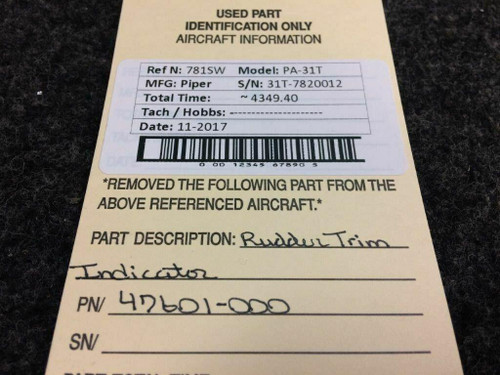 USED PART
IDENTIFICATION ONLY
AIRCRAFT INFORMATION
Ref N: 781SW Model: PA-31T
MFG: Piper S/N: 31T-7820012
Total Time: ~ 4349.40
Tach / Hobbs: --------------------
Date: 11-2017
0 00 12345 67890 5
*REMOVED THE FOLLOWING PART FROM THE
ABOVE REFERENCED AIRCRAFT.*
PART DESCRIPTION: Rudder Trim
Indicator
PN/ 47601-000
SN/